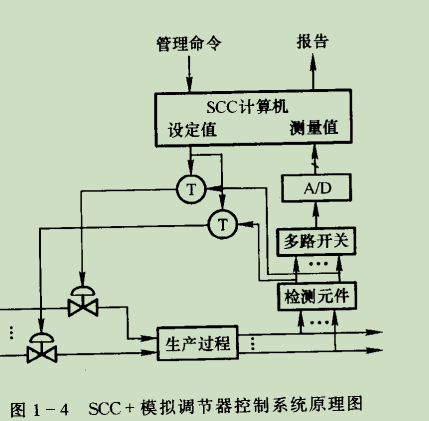 管理命令
报告
SCC计算机
设定值
测量值
T
A/D
T
多路开关
...
检测元件
...
生产过程
图 1-4 SCC+模拟调节器控制系统原理图